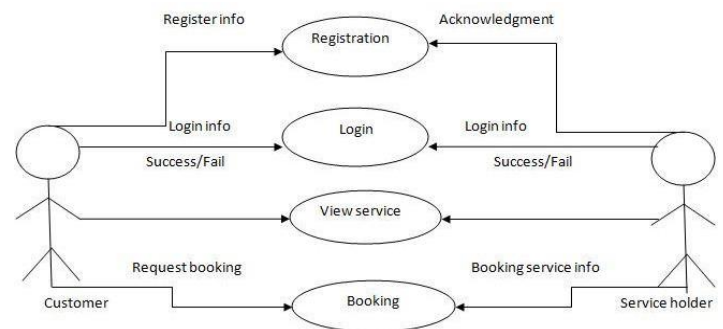 Register info
Acknowledgment
Registration
Login info
Login
Login info
Success/Fail
Success/Fail
View service
Request booking
Booking service info
Customer
Booking
Service holder